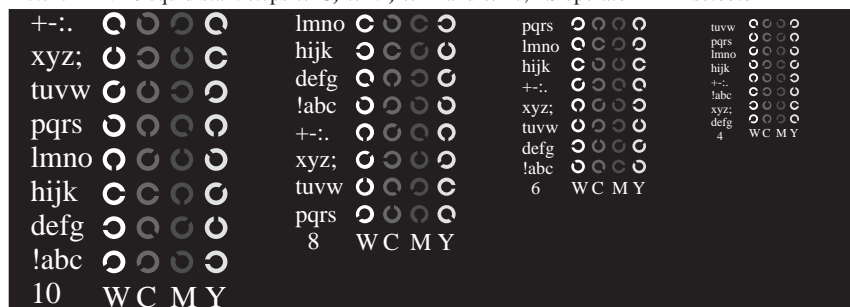 +-:.
xyz;
tuvw
pqrs
lmno
hijk
defg
!abc
10 W C M Y
lmno
hijk
defg
!abc
+-:.
xyz;
tuvw
pqrs
8 W C M Y
pqrs
lmno
hijk
+-:.
xyz;
tuvw
defg
!abc
6 W C M Y
tuvw
pqrs
lmno
hijk
+-:.
!abc
xyz;
defg
4 W C M Y